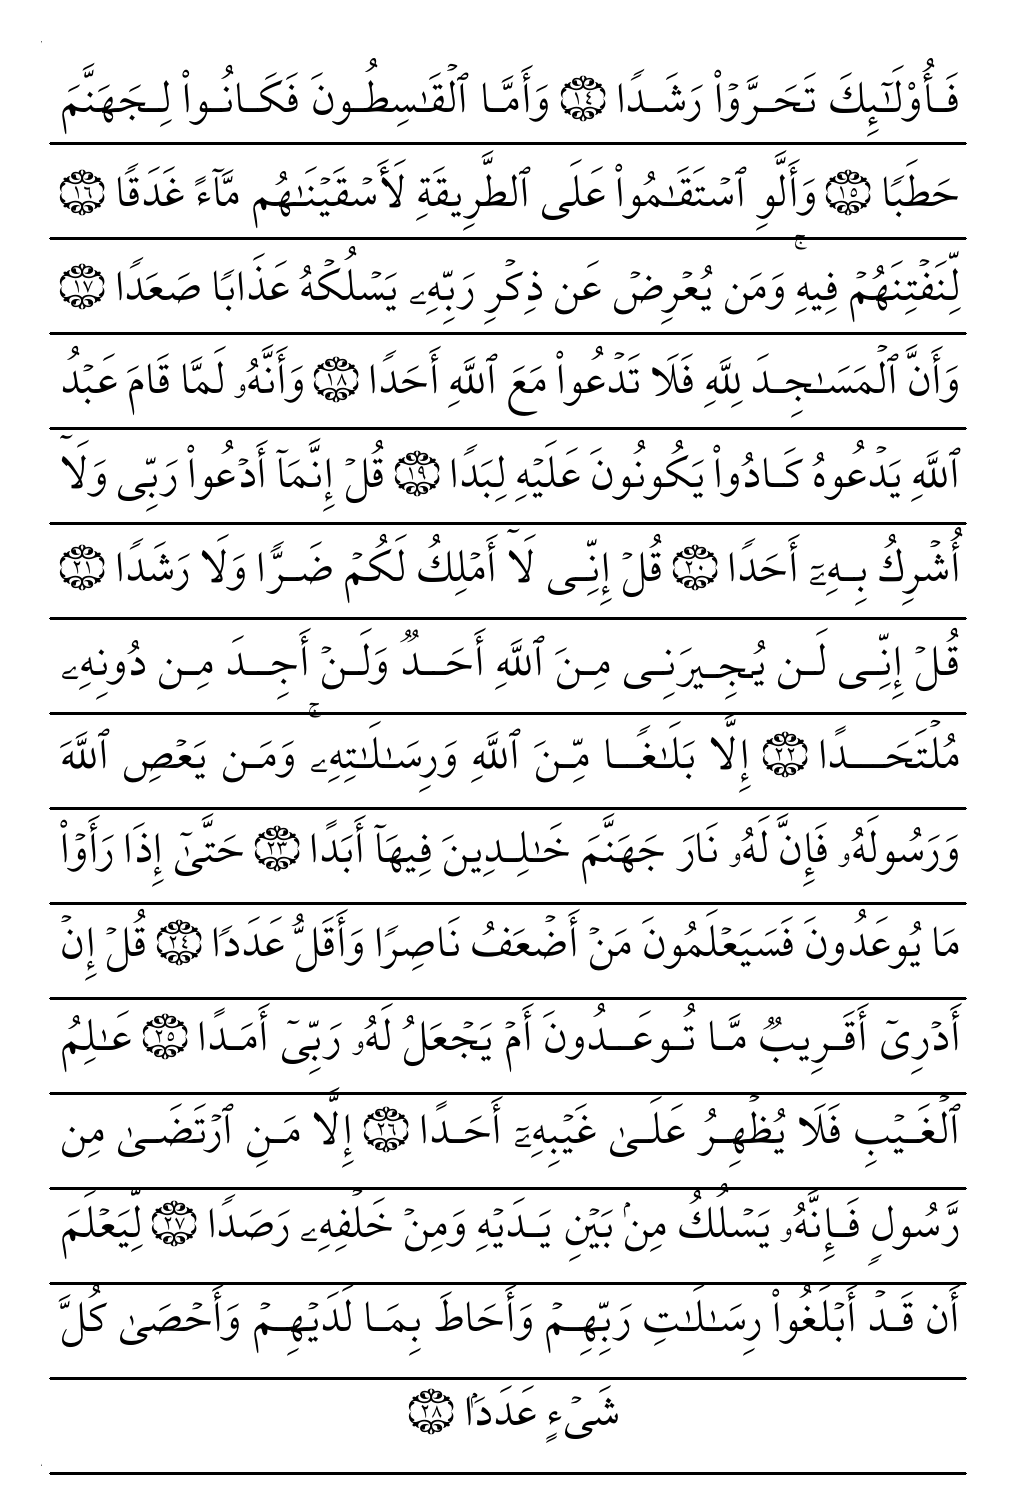 فَأُو۟لَـٰٓئِكَ تَحَرَّوۡا۟ رَشَدࣰا ١٤ وَأَمَّا ٱلۡقَـٰسِطُونَ فَكَانُوا۟ لِجَهَنَّمَ
حَطَبࣰا ١٥ وَأَلَّوِ ٱسۡتَقَـٰمُوا۟ عَلَى ٱلطَّرِيقَةِ لَأَسۡقَيۡنَـٰهُم مَّاۤءً غَدَقࣰا ١٦
لِّنَفۡتِنَهُمۡ فِيهِۚ وَمَن يُعۡرِضۡ عَن ذِكۡرِ رَبِّهِۦ يَسۡلُكۡهُ عَذَابࣰا صَعَدࣰا ١٧
وَأَنَّ ٱلۡمَسَـٰجِدَ لِلَّهِ فَلَا تَدۡعُوا۟ مَعَ ٱللَّهِ أَحَدࣰا ١٨ وَأَنَّهُۥ لَمَّا قَامَ عَبۡدُ
ٱللَّهِ يَدۡعُوهُ كَادُوا۟ يَكُونُونَ عَلَيۡهِ لِبَدࣰا ١٩ قُلۡ إِنَّمَاۤ أَدۡعُوا۟ رَبِّی وَلَاۤ
أُشۡرِكُ بِهِۦۤ أَحَدࣰا ٢٠ قُلۡ إِنِّی لَاۤ أَمۡلِكُ لَكُمۡ ضَرࣰّا وَلَا رَشَدࣰا ٢١
قُلۡ إِنِّی لَن يُجِيرَنِی مِنَ ٱللَّهِ أَحَدࣱ وَلَنۡ أَجِدَ مِن دُونِهِۦ
مُلۡتَحَدًا ٢٢ إِلَّا بَلَـٰغࣰا مِّنَ ٱللَّهِ وَرِسَـٰلَـٰتِهِۦۚ وَمَن يَعۡصِ ٱللَّهَ
وَرَسُولَهُۥ فَإِنَّ لَهُۥ نَارَ جَهَنَّمَ خَـٰلِدِينَ فِيهَاۤ أَبَدًا ٢٣ حَتَّىٰۤ إِذَا رَأَوۡا۟
مَا يُوعَدُونَ فَسَيَعۡلَمُونَ مَنۡ أَضۡعَفُ نَاصِرࣰا وَأَقَلُّ عَدَدࣰا ٢٤ قُلۡ إِنۡ
أَدۡرِیۤ أَقَرِيبࣱ مَّا تُوعَدُونَ أَمۡ يَجۡعَلُ لَهُۥ رَبِّیۤ أَمَدًا ٢٥ عَـٰلِمُ
ٱلۡغَيۡبِ فَلَا يُظۡهِرُ عَلَىٰ غَيۡبِهِۦۤ أَحَدًا ٢٦ إِلَّا مَنِ ٱرۡتَضَىٰ مِن
رَّسُولࣲ فَإِنَّهُۥ يَسۡلُكُ مِنۢ بَيۡنِ يَدَيۡهِ وَمِنۡ خَلۡفِهِۦ رَصَدࣰا ٢٧ لِّيَعۡلَمَ
أَن قَدۡ أَبۡلَغُوا۟ رِسَـٰلَـٰتِ رَبِّهِمۡ وَأَحَاطَ بِمَا لَدَيۡهِمۡ وَأَحۡصَىٰ كُلَّ
شَیۡءٍ عَدَدَۢا ٢٨